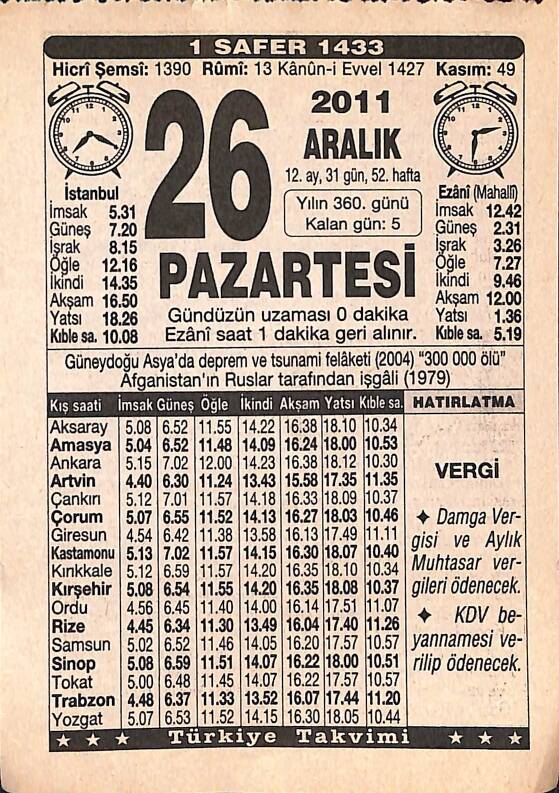 1 SAFER 1433
Hicrî Şemsî: 1390 Rûmî: 13 Kânûn-i Evvel 1427 Kasım: 49
26
2011
ARALIK
12. ay, 31 gün, 52. hafta
Yılın 360. günü
Kalan gün: 5
PAZARTESİ
Gündüzün uzaması 0 dakika
Ezânî saat 1 dakika geri alınır.
İstanbul
İmsak 5.31
Güneş 7.20
İşrak 8.15
Öğle 12.16
İkindi 14.35
Akşam 16.50
Yatsı 18.26
Kıble sa. 10.08
Ezânî (Mahallî)
İmsak 12.42
Güneş 2.31
İşrak 3.26
Öğle 7.27
İkindi 9.46
Akşam 12.00
Yatsı 1.36
Kıble sa. 5.19
Güneydoğu Asya'da deprem ve tsunami felâketi (2004) "300 000 ölü"
Afganistan'ın Ruslar tarafından işgâli (1979)
Kış saati İmsak Güneş Öğle İkindi Akşam Yatsı Kıble sa.
Aksaray 5.08 6.52 11.55 14.22 16.38 18.10 10.34
Amasya 5.04 6.52 11.48 14.09 16.24 18.00 10.53
Ankara 5.15 7.02 12.00 14.23 16.38 18.12 10.30
Artvin 4.40 6.30 11.24 13.43 15.58 17.35 11.35
Çankırı 5.12 7.01 11.57 14.18 16.33 18.09 10.37
Çorum 5.07 6.55 11.52 14.13 16.27 18.03 10.46
Giresun 4.54 6.42 11.38 13.58 16.13 17.49 11.11
Kastamonu 5.13 7.02 11.57 14.15 16.30 18.07 10.40
Kırıkkale 5.12 6.59 11.57 14.20 16.35 18.10 10.34
Kırşehir 5.08 6.54 11.55 14.20 16.35 18.08 10.37
Ordu 4.56 6.45 11.40 14.00 16.14 17.51 11.07
Rize 4.45 6.34 11.30 13.49 16.04 17.40 11.26
Samsun 5.02 6.52 11.46 14.05 16.20 17.57 10.57
Sinop 5.08 6.59 11.51 14.07 16.22 18.00 10.51
Tokat 5.00 6.48 11.45 14.07 16.22 17.57 10.57
Trabzon 4.48 6.37 11.33 13.52 16.07 17.44 11.20
Yozgat 5.07 6.53 11.52 14.15 16.30 18.05 10.44
HATIRLATMA
VERGİ
✦ Damga Ver-
gisi ve Aylık
Muhtasar ver-
gileri ödenecek.
✦ KDV be-
yannamesi ve-
rilip ödenecek.
★ ★ ★ Türkiye Takvimi ★ ★ ★